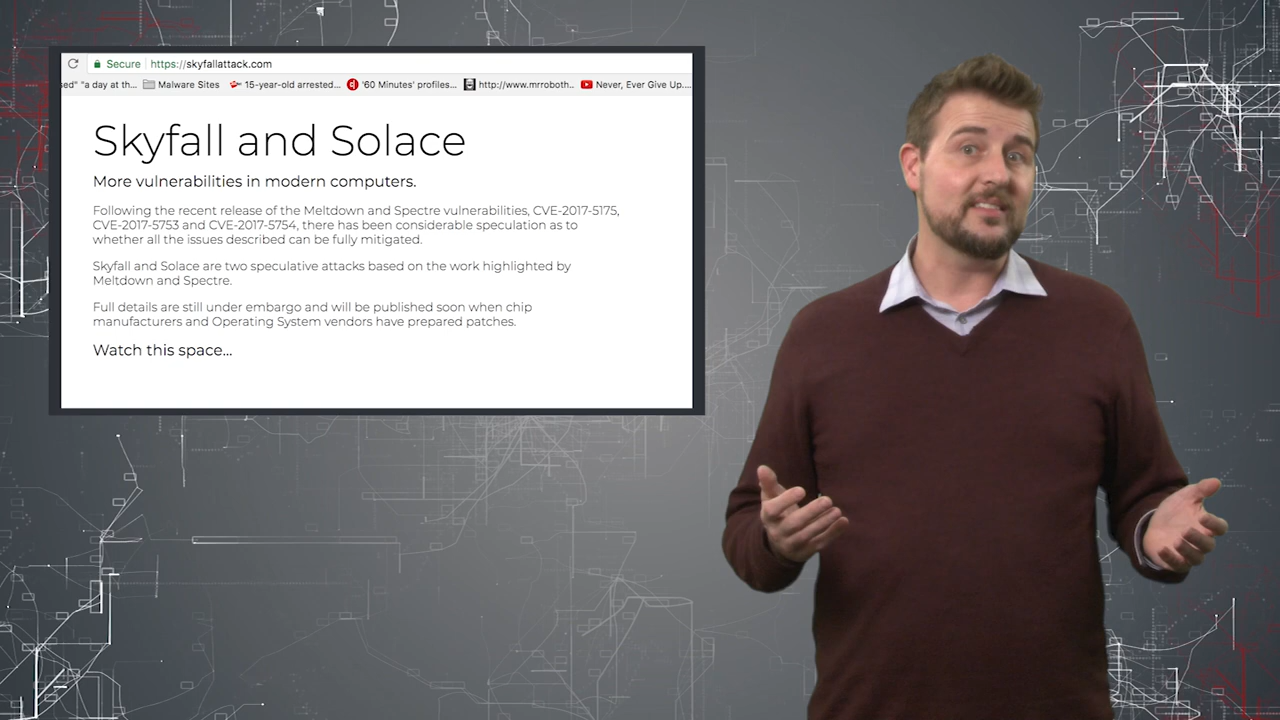 Secure https://skyfallattack.com
sed" "a day at th... Malware Sites 15-year-old arrested... '60 Minutes' profiles... http://www.mrroboth... Never, Ever Give Up....
Skyfall and Solace
More vulnerabilities in modern computers.
Following the recent release of the Meltdown and Spectre vulnerabilities, CVE-2017-5175,
CVE-2017-5753 and CVE-2017-5754, there has been considerable speculation as to
whether all the issues described can be fully mitigated.
Skyfall and Solace are two speculative attacks based on the work highlighted by
Meltdown and Spectre.
Full details are still under embargo and will be published soon when chip
manufacturers and Operating System vendors have prepared patches.
Watch this space...